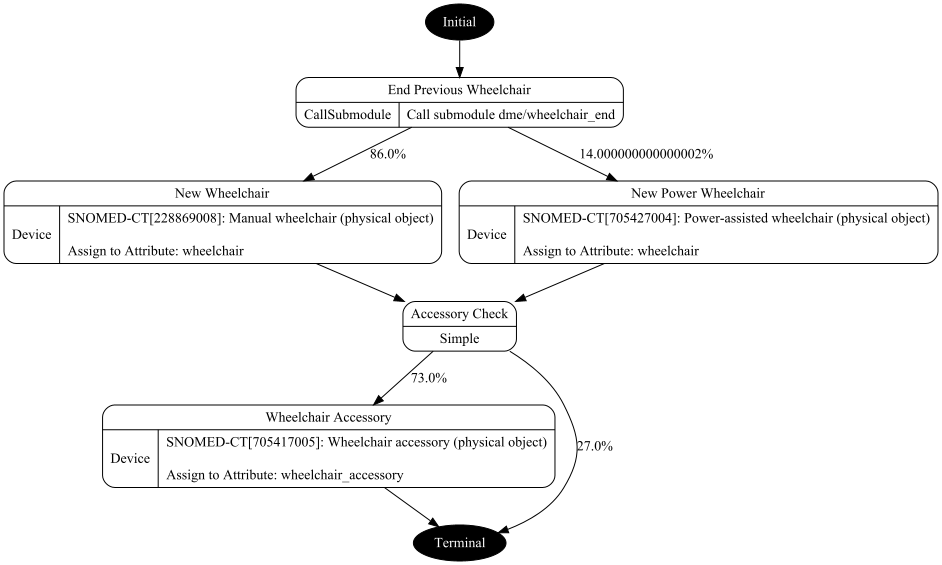 Initial
End Previous Wheelchair
CallSubmodule
Call submodule dme/wheelchair_end
86.0%
14.000000000000002%
New Wheelchair
Device
SNOMED-CT[228869008]: Manual wheelchair (physical object)
Assign to Attribute: wheelchair
New Power Wheelchair
Device
SNOMED-CT[705427004]: Power-assisted wheelchair (physical object)
Assign to Attribute: wheelchair
Accessory Check
Simple
73.0%
27.0%
Wheelchair Accessory
Device
SNOMED-CT[705417005]: Wheelchair accessory (physical object)
Assign to Attribute: wheelchair_accessory
Terminal